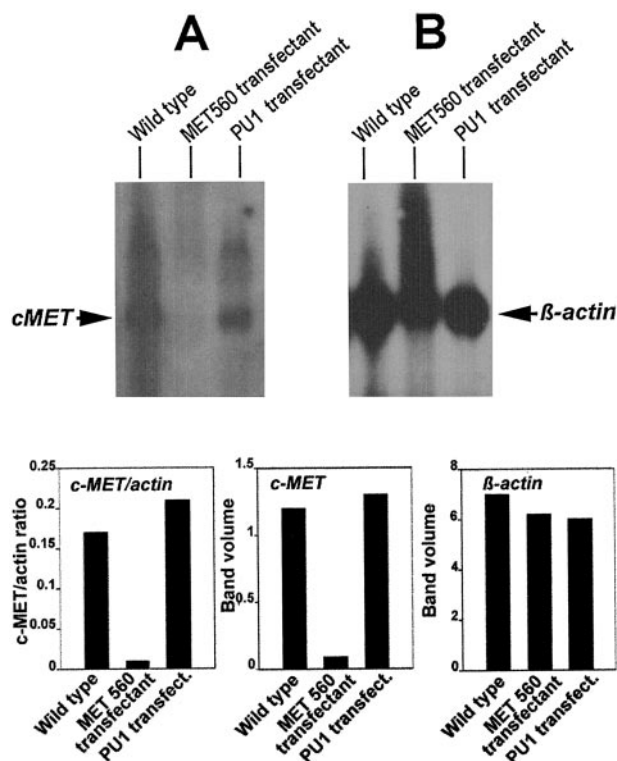 A
B
Wild type
MET560 transfectant
PU1 transfectant
Wild type
MET560 transfectant
PU1 transfectant
cMET
ß-actin
c-MET/actin
c-MET/actin ratio
0.25
0.2
0.15
0.1
0.05
0
Wild type
MET 560
transfectant
PU1 transfect.
c-MET
Band volume
1.5
1
0.5
0
Wild type
MET 560
transfectant
PU1 transfect.
ß-actin
Band volume
8
6
4
2
0
Wild type
MET 560
transfectant
PU1 transfect.